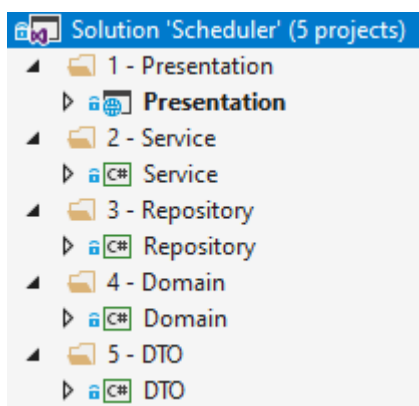 Solution 'Scheduler' (5 projects)
1 - Presentation
Presentation
2 - Service
C# Service
3 - Repository
C# Repository
4 - Domain
C# Domain
5 - DTO
C# DTO